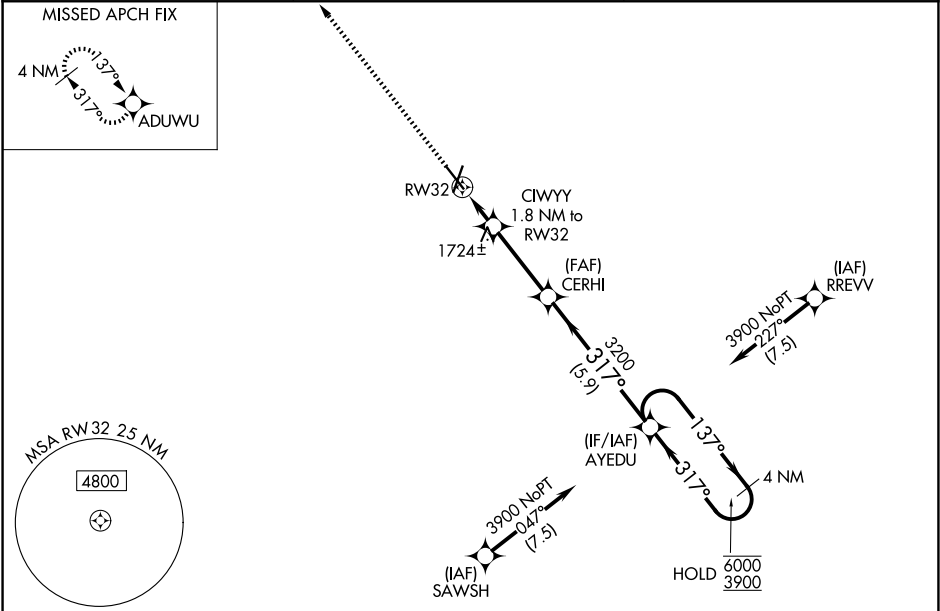 MISSED APCH FIX
4 NM
137°
317°
ADUWU
RW32
CIWYY
1.8 NM to
RW32
1724±
(FAF)
CERHI
(IAF)
RREVV
3900 NoPT
227°
(7.5)
3200
317°
(5.9)
(IF/IAF)
AYEDU
137°
317°
4 NM
HOLD
6000
3900
3900 NoPT
047°
(7.5)
(IAF)
SAWSH
MSA RW32 25 NM
4800